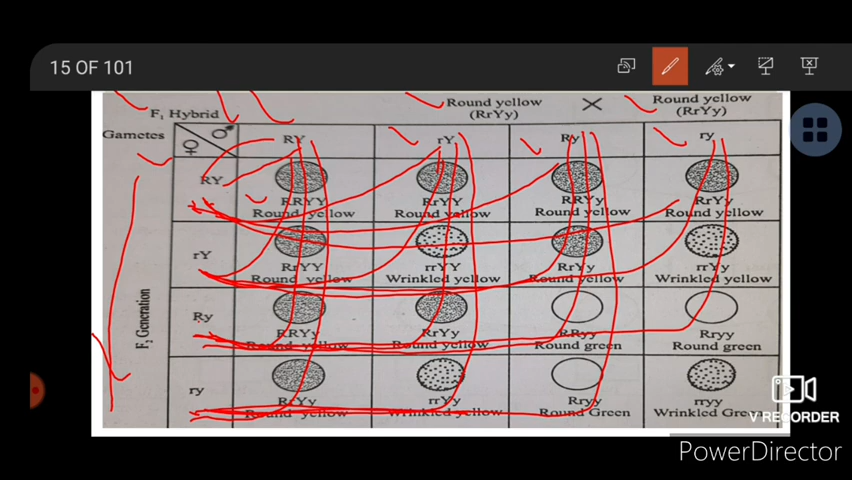 15 OF 101
F₁ Hybrid Round yellow (RrYy) × Round yellow (RrYy)
Gametes ♀ ♂ RY rY Ry ry
RY RRYY RrYY RRYy RrYy
Round yellow Round yellow Round yellow Round yellow
rY RrYY rrYY RrYy rrYy
Round yellow Wrinkled yellow Round yellow Wrinkled yellow
F₂ Generation
Ry RRYy RrYy RRyy Rryy
Round yellow Round yellow Round green Round green
ry RrYy rrYy Rryy rryy
Round yellow Wrinkled yellow Round Green Wrinkled Green
V RECORDER
PowerDirector